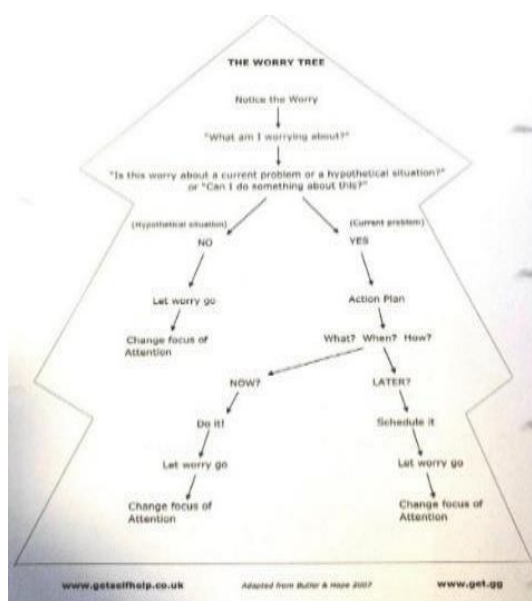 THE WORRY TREE
Notice the Worry
"What am I worrying about?"
"Is this worry about a current problem or a hypothetical situation?"
or "Can I do something about this?"
(Hypothetical situation)
NO
(Current problem)
YES
Let worry go
Change focus of
Attention
Action Plan
What? When? How?
NOW?
Do it!
Let worry go
Change focus of
Attention
LATER?
Schedule it
Let worry go
Change focus of
Attention
www.getselfhelp.co.uk
Adapted from Butler & Hope 2007
www.get.gg